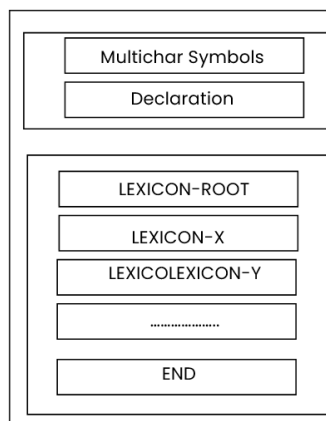 Multichar Symbols
Declaration
LEXICON-ROOT
LEXICON-X
LEXICOLEXICON-Y
...................
END